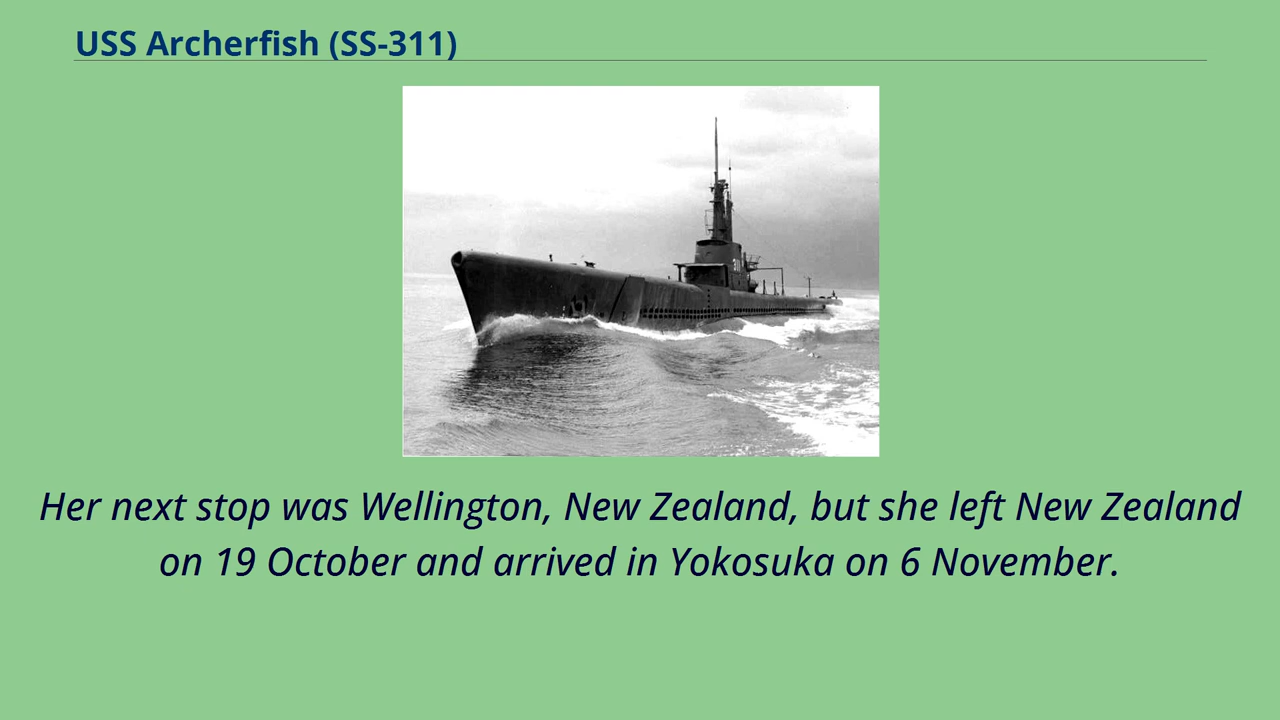 USS Archerfish (SS-311)
Her next stop was Wellington, New Zealand, but she left New Zealand
on 19 October and arrived in Yokosuka on 6 November.